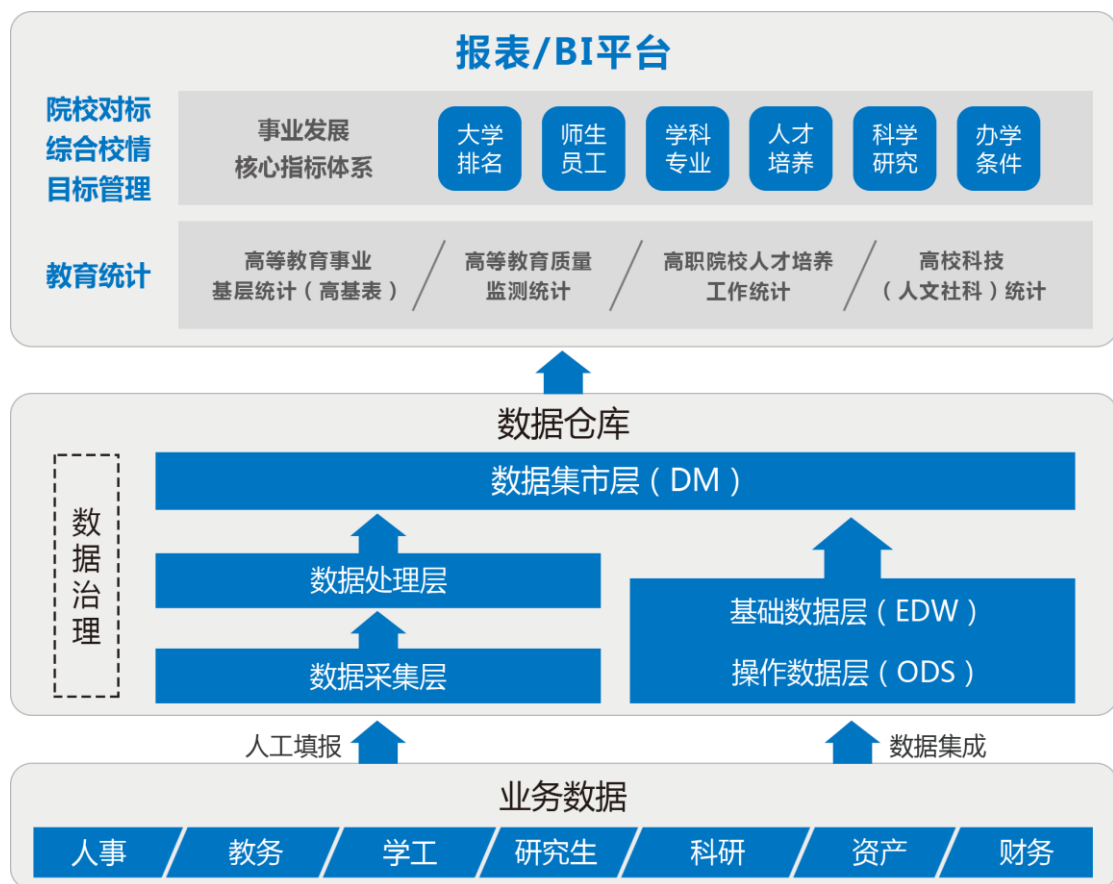 报表/BI平台
院校对标
综合校情
目标管理
事业发展
核心指标体系
大学
排名
师生
员工
学科
专业
人才
培养
科学
研究
办学
条件
教育统计
高等教育事业
基层统计（高基表）
高等教育质量
监测统计
高职院校人才培养
工作统计
高校科技
（人文社科）统计
数据仓库
数据治理
数据集市层（DM）
数据处理层
数据采集层
基础数据层（EDW）
操作数据层（ODS）
人工填报
数据集成
业务数据
人事
教务
学工
研究生
科研
资产
财务